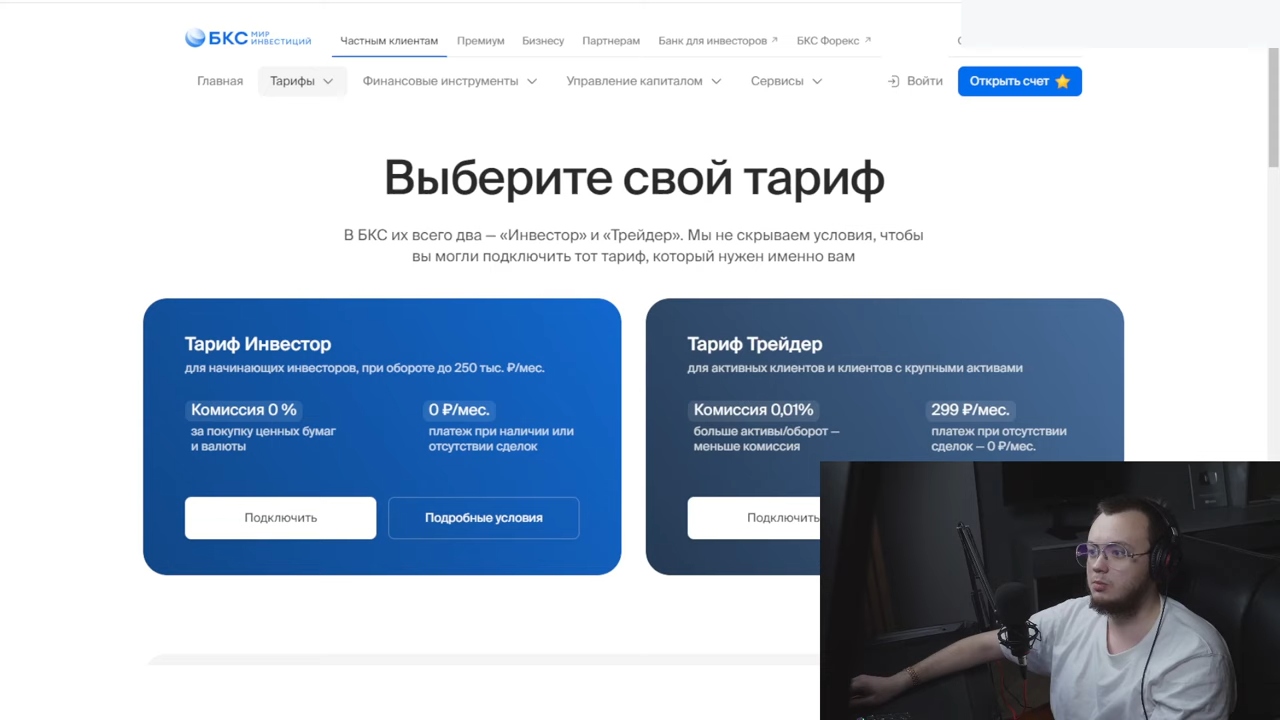 БКС МИР ИНВЕСТИЦИЙ
Частным клиентам Премиум Бизнесу Партнерам Банк для инвесторов БКС Форекс
Главная Тарифы Финансовые инструменты Управление капиталом Сервисы Войти Открыть счет
Выберите свой тариф
В БКС их всего два — «Инвестор» и «Трейдер». Мы не скрываем условия, чтобы
вы могли подключить тот тариф, который нужен именно вам
Тариф Инвестор
для начинающих инвесторов, при обороте до 250 тыс. ₽/мес.
Комиссия 0 %
за покупку ценных бумаг
и валюты
0 ₽/мес.
платеж при наличии или
отсутствии сделок
Подключить
Подробные условия
Тариф Трейдер
для активных клиентов и клиентов с крупными активами
Комиссия 0,01%
больше активы/оборот —
меньше комиссия
299 ₽/мес.
платеж при отсутствии
сделок — 0 ₽/мес.
Подключить